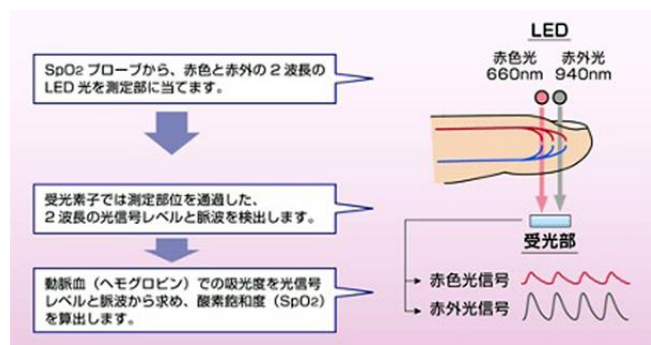 SpO2 プローブから、赤色と赤外の2波長の
LED 光を測定部に当てます。
受光素子では測定部位を通過した、
2波長の光信号レベルと脈波を検出します。
動脈血（ヘモグロビン）での吸光度を光信号
レベルと脈波から求め、酸素飽和度（SpO2）
を算出します。
LED
赤色光 赤外光
660nm 940nm
受光部
赤色光信号
赤外光信号